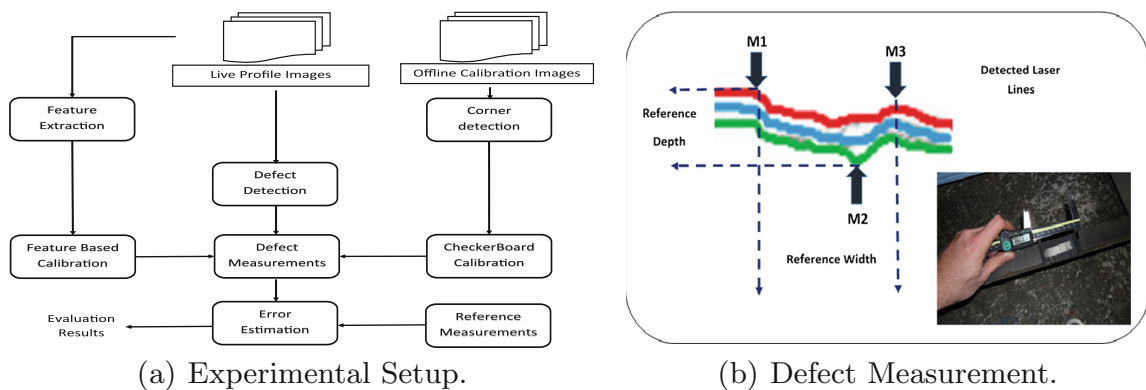 Live Profile Images
Offline Calibration Images
Feature
Extraction
Corner
detection
Defect
Detection
Feature Based
Calibration
Defect
Measurements
CheckerBoard
Calibration
Evaluation
Results
Error
Estimation
Reference
Measurements
(a) Experimental Setup.
M1
M3
Detected Laser
Lines
Reference
Depth
M2
Reference Width
(b) Defect Measurement.